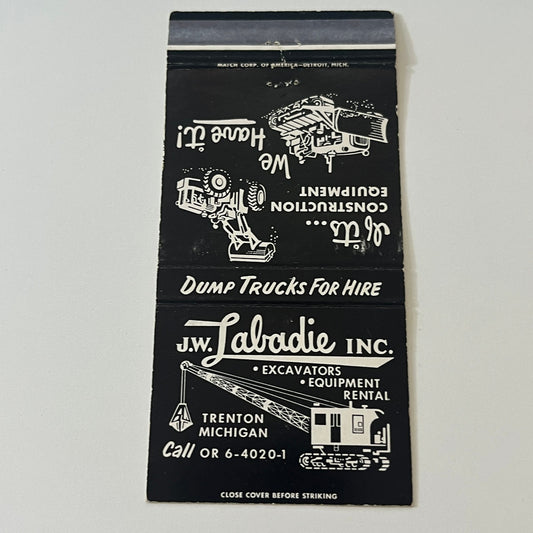 MATCH CORP. OF AMERICA—DETROIT, MICH.
If it's...
CONSTRUCTION
EQUIPMENT
We
Have it!
DUMP TRUCKS FOR HIRE
J.W. Labadie INC.
• EXCAVATORS
• EQUIPMENT
RENTAL
TRENTON
MICHIGAN
Call OR 6-4020-1
CLOSE COVER BEFORE STRIKING